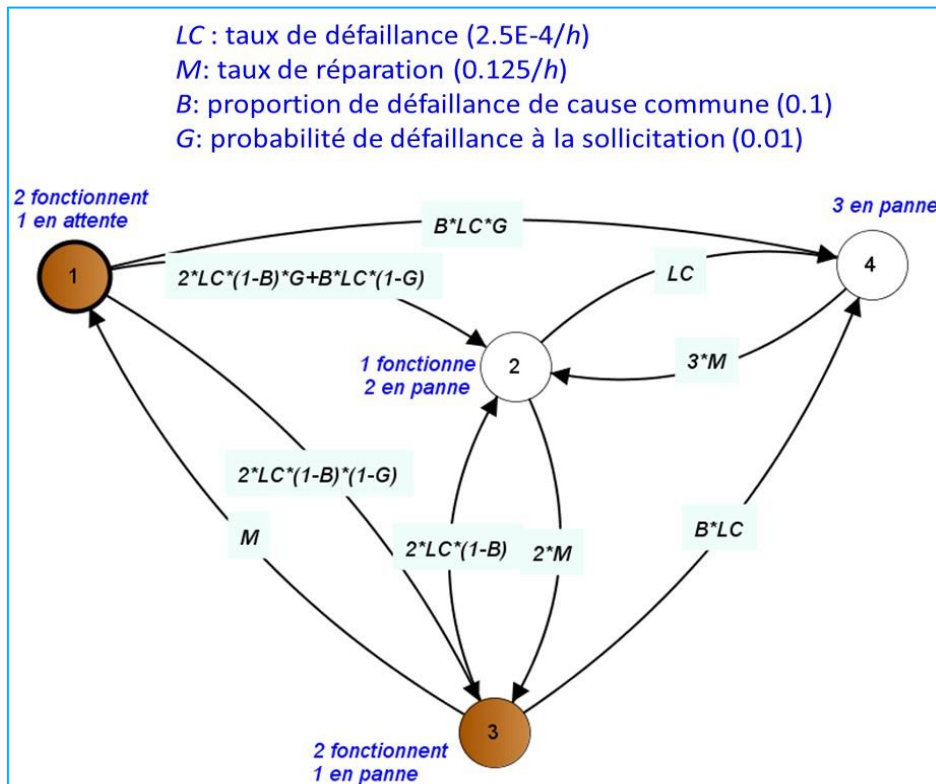 LC : taux de défaillance (2.5E-4/h)
M: taux de réparation (0.125/h)
B: proportion de défaillance de cause commune (0.1)
G: probabilité de défaillance à la sollicitation (0.01)
2 fonctionnent
1 en attente
3 en panne
B*LC*G
1
4
2*LC*(1-B)*G+B*LC*(1-G)
LC
1 fonctionne
2 en panne
2
3*M
2*LC*(1-B)*(1-G)
M
2*LC*(1-B)
2*M
B*LC
3
2 fonctionnent
1 en panne